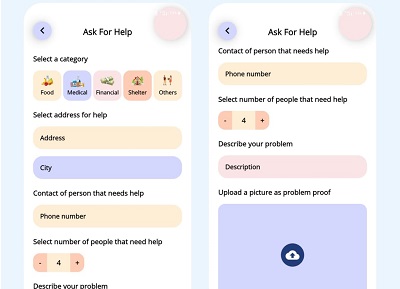 Ask For Help
Select a category
Food
Medical
Financial
Shelter
Others
Select address for help
Address
City
Contact of person that needs help
Phone number
Select number of people that need help
- 4 +
Describe your problem
Ask For Help
Contact of person that needs help
Phone number
Select number of people that need help
- 4 +
Describe your problem
Description
Upload a picture as problem proof